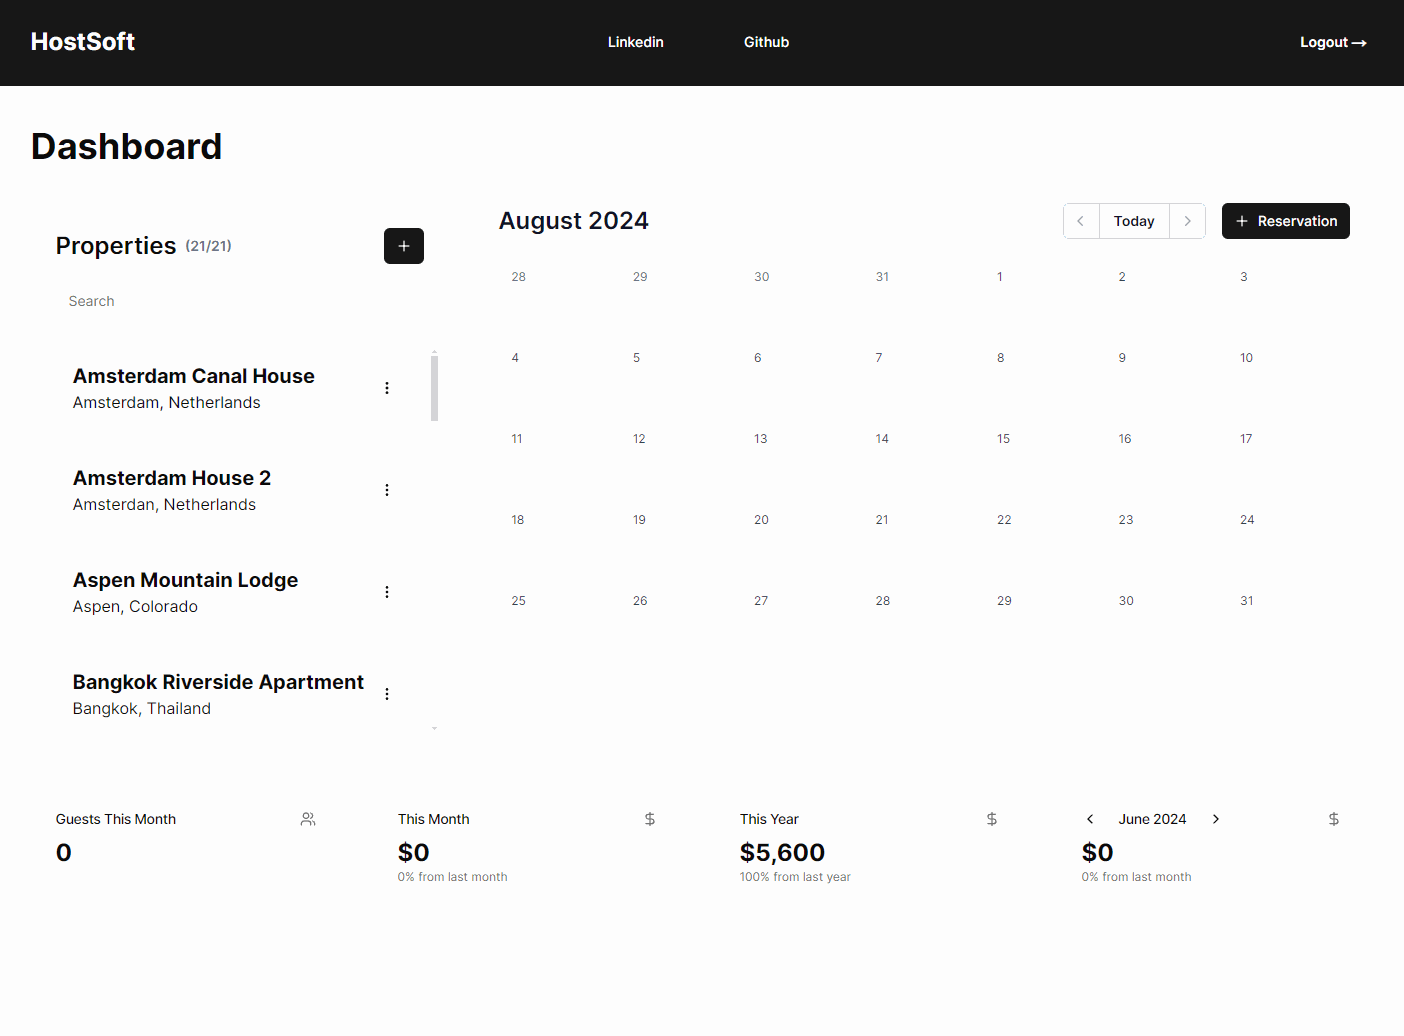 HostSoft
Linkedin
Github
Logout →
Dashboard
Properties (21/21)
+
Search
Amsterdam Canal House
Amsterdam, Netherlands
Amsterdam House 2
Amsterdan, Netherlands
Aspen Mountain Lodge
Aspen, Colorado
Bangkok Riverside Apartment
Bangkok, Thailand
August 2024
< Today >
+ Reservation
28 29 30 31 1 2 3
4 5 6 7 8 9 10
11 12 13 14 15 16 17
18 19 20 21 22 23 24
25 26 27 28 29 30 31
Guests This Month
0
This Month $
$0
0% from last month
This Year $
$5,600
100% from last year
< June 2024 > $
$0
0% from last month